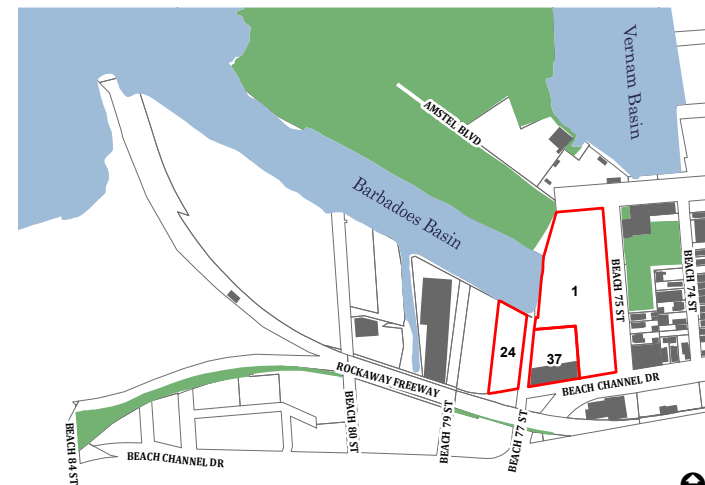 Vernam Basin
AMSTEL BLVD
Barbadoes Basin
BEACH 75 ST
BEACH 74 ST
1
24
37
ROCKAWAY FREEWAY
BEACH CHANNEL DR
BEACH 84 ST
BEACH CHANNEL DR
BEACH 80 ST
BEACH 79 ST
BEACH 77 ST